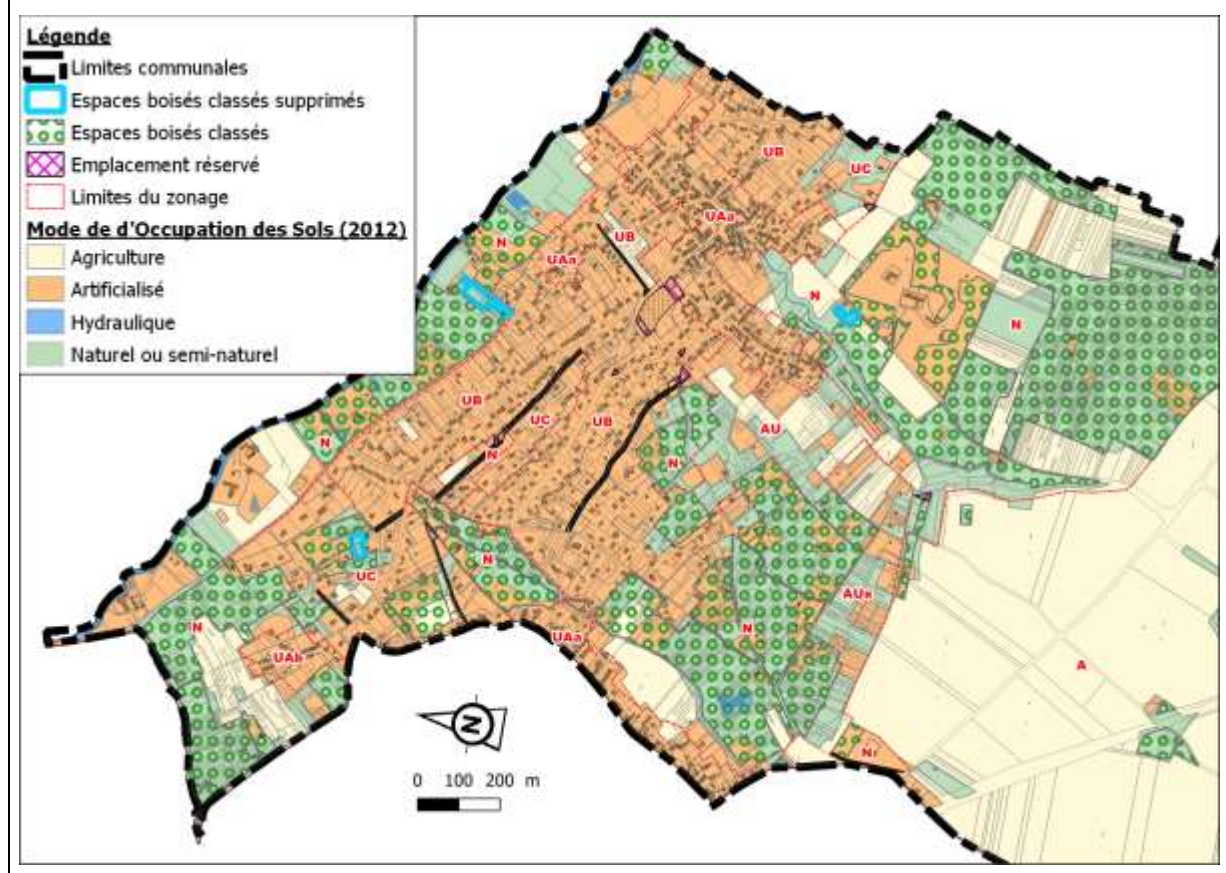 Légende
Limites communales
Espaces boisés classés supprimés
Espaces boisés classés
Emplacement réservé
Limites du zonage
Mode de d'Occupation des Sols (2012)
Agriculture
Artificialisé
Hydraulique
Naturel ou semi-naturel
UB
UC
UAa
UB
N
UAa
N
N
UB
UC
UB
AU
N
N
N
N
UC
AUa
N
UAa
N
UAb
A
Ni
N
0 100 200 m